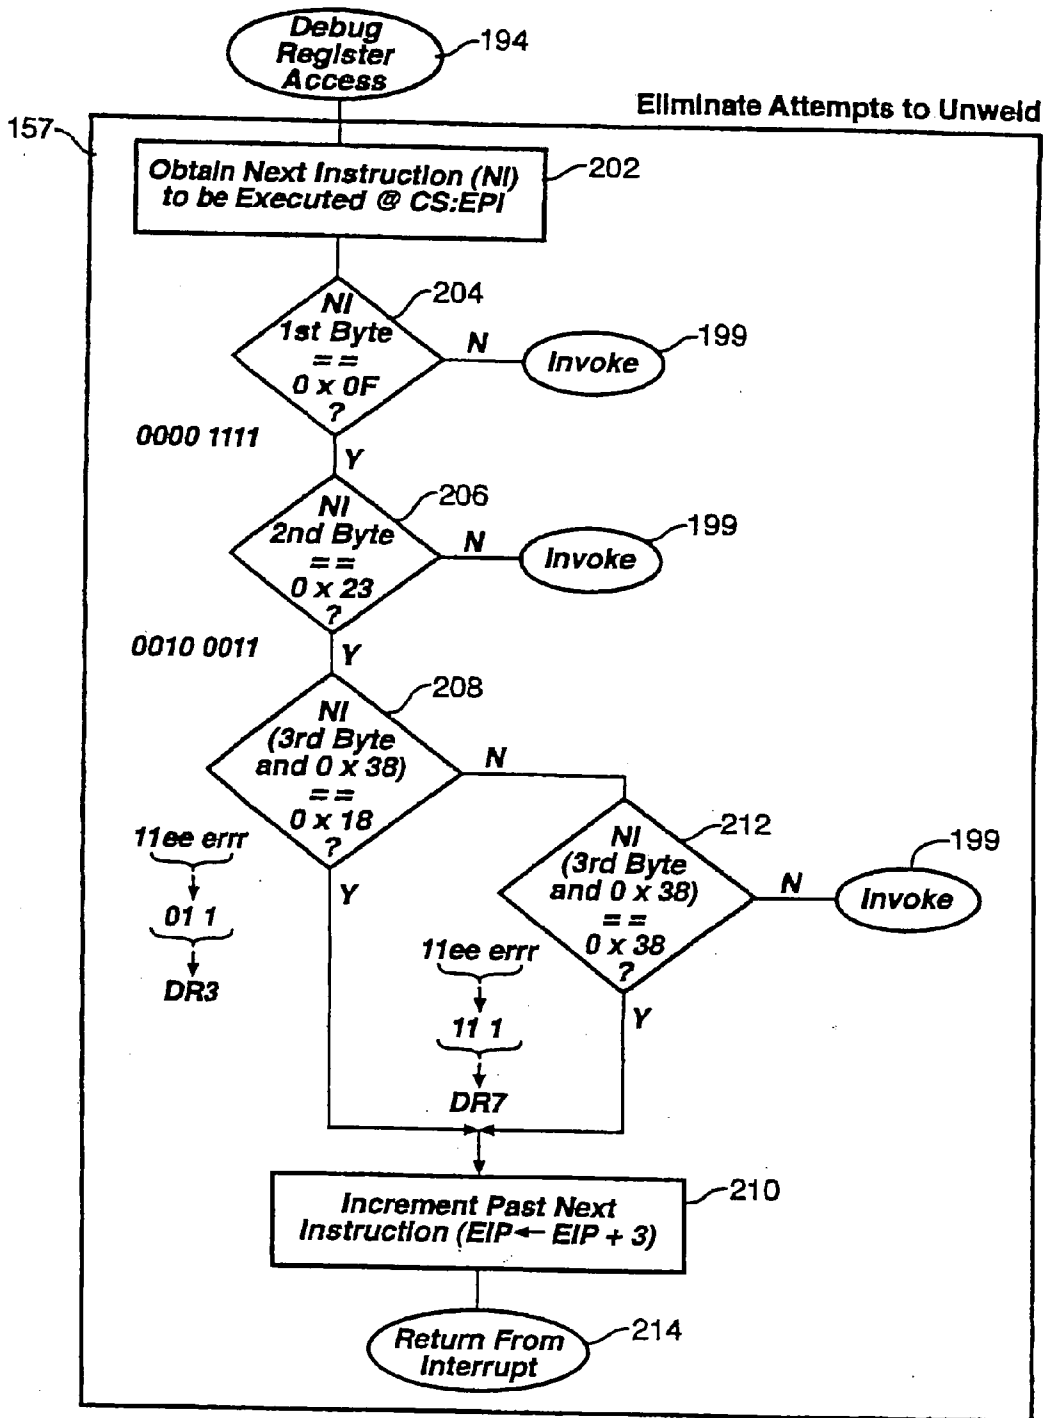 Debug
Register
Access
194
Eliminate Attempts to Unweld
157
Obtain Next Instruction (NI)
to be Executed @ CS:EPI
202
NI
1st Byte
==
0 x 0F
?
204
N
Invoke
199
0000 1111
Y
NI
2nd Byte
==
0 x 23
?
206
N
Invoke
199
0010 0011
Y
NI
(3rd Byte
and 0 x 38)
==
0 x 18
?
208
N
NI
(3rd Byte
and 0 x 38)
==
0 x 38
?
212
N
Invoke
199
11ee errr
01 1
DR3
Y
11ee errr
11 1
DR7
Y
Increment Past Next
Instruction (EIP ← EIP + 3)
210
Return From
Interrupt
214